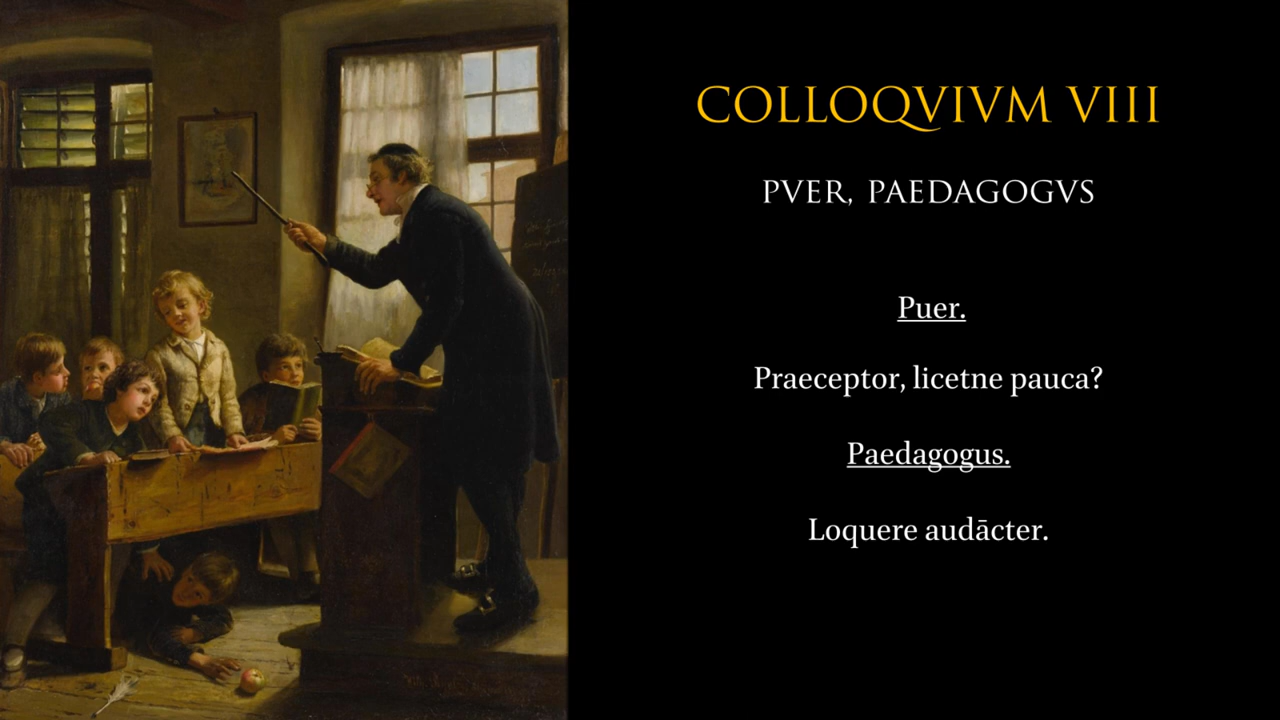 COLLOQVIVM VIII
PVER, PAEDAGOGVS
Puer.
Praeceptor, licetne pauca?
Paedagogus.
Loquere audācter.